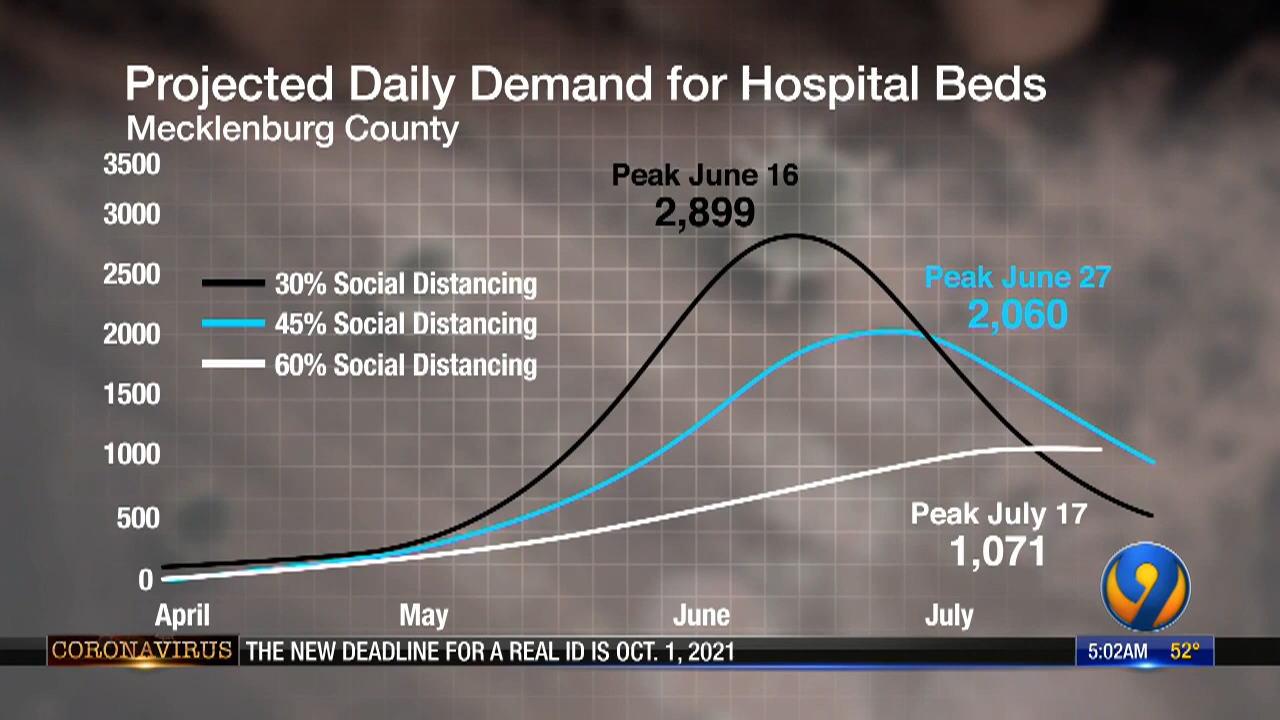 Projected Daily Demand for Hospital Beds
Mecklenburg County
3500
3000
2500
2000
1500
1000
500
0
Peak June 16
2,899
30% Social Distancing
45% Social Distancing
60% Social Distancing
Peak June 27
2,060
Peak July 17
1,071
April May June July
9
CORONAVIRUS THE NEW DEADLINE FOR A REAL ID IS OCT. 1, 2021 5:02AM 52°